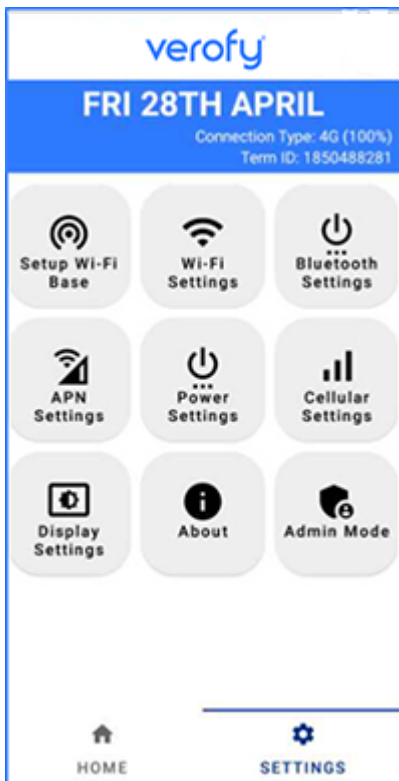 verofy
FRI 28TH APRIL
Connection Type: 4G (100%)
Term ID: 1850488281
Setup Wi-Fi
Base
Wi-Fi
Settings
Bluetooth
Settings
APN
Settings
Power
Settings
Cellular
Settings
Display
Settings
About
Admin Mode
HOME
SETTINGS